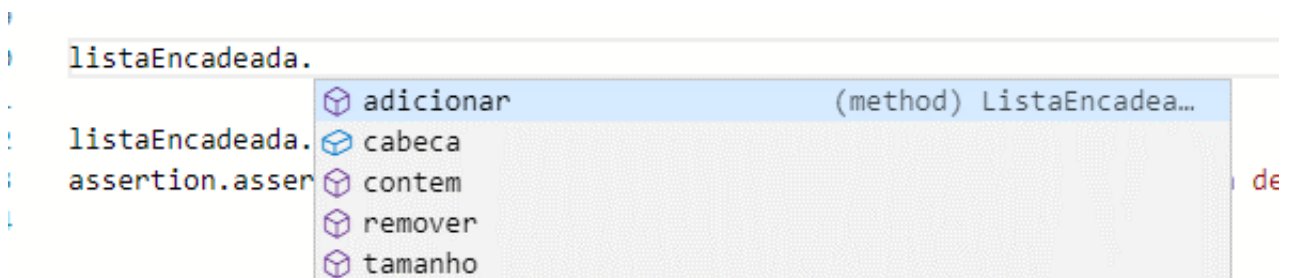 listaEncadeada.
adicionar (method) ListaEncadea…
listaEncadeada. cabeca
assertion.asser contem de
remover
tamanho